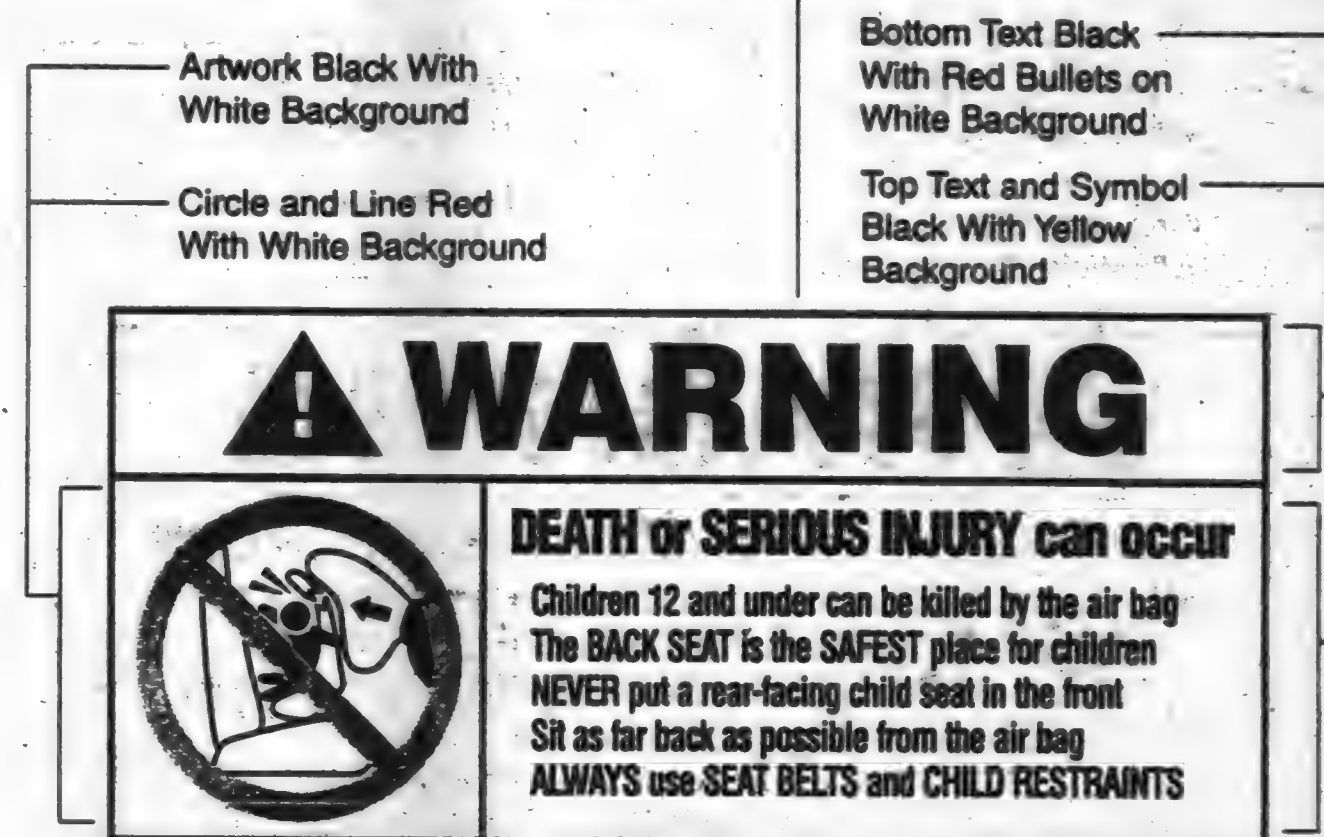 Artwork Black With
White Background
Circle and Line Red
With White Background
Bottom Text Black
With Red Bullets on
White Background
Top Text and Symbol
Black With Yellow
Background
WARNING
DEATH or SERIOUS INJURY can occur
Children 12 and under can be killed by the air bag
The BACK SEAT is the SAFEST place for children
NEVER put a rear-facing child seat in the front
Sit as far back as possible from the air bag
ALWAYS use SEAT BELTS and CHILD RESTRAINTS